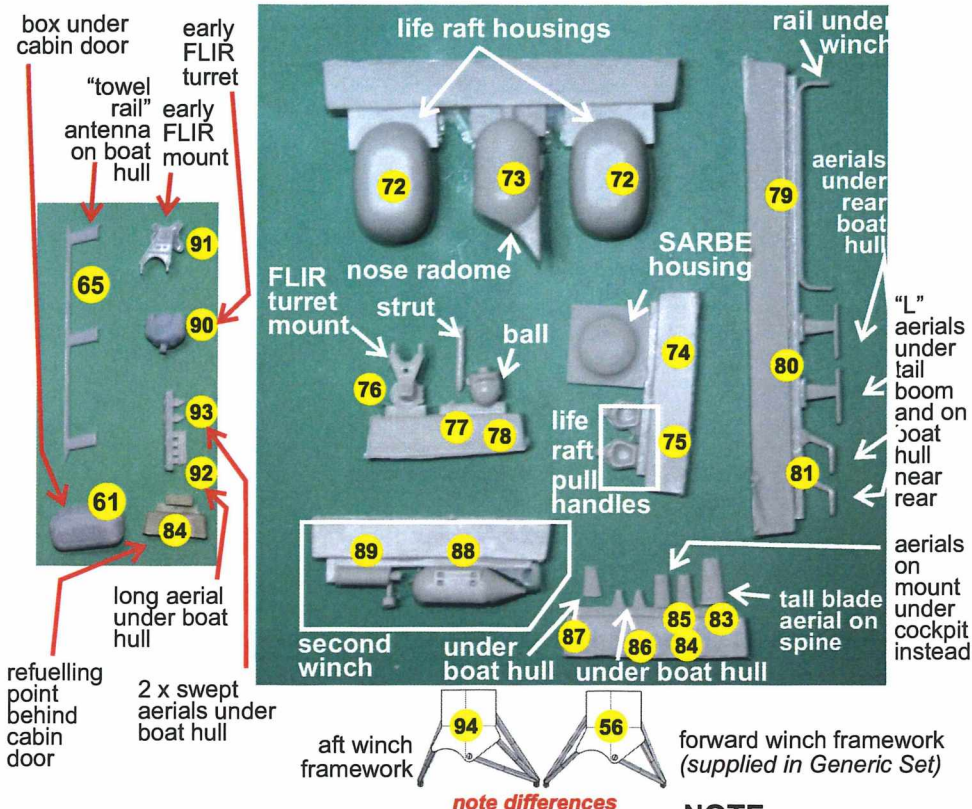 box under
cabin door
early
FLIR
turret
"towel
rail"
antenna
on boat
hull
early
FLIR
mount
65
91
90
93
92
61
84
long aerial
under boat
hull
refuelling
point
behind
cabin
door
2 x swept
aerials under
boat hull
life raft housings
rail under
winch
72
73
72
79
nose radome
SARBE
housing
aerials
under
rear
boat
hull
FLIR
turret
mount
strut
ball
76
77
78
74
75
life
raft
pull
handles
80
81
"L"
aerials
under
tail
boom
and on
boat
hull
near
rear
89
88
second
winch
under
boat hull
87
86
85
84
83
under boat hull
tall blade
aerial on
spine
aerials
on
mount
under
cockpit
instead
aft winch
framework
94
56
forward winch framework
(supplied in Generic Set)
note differences
NOTE